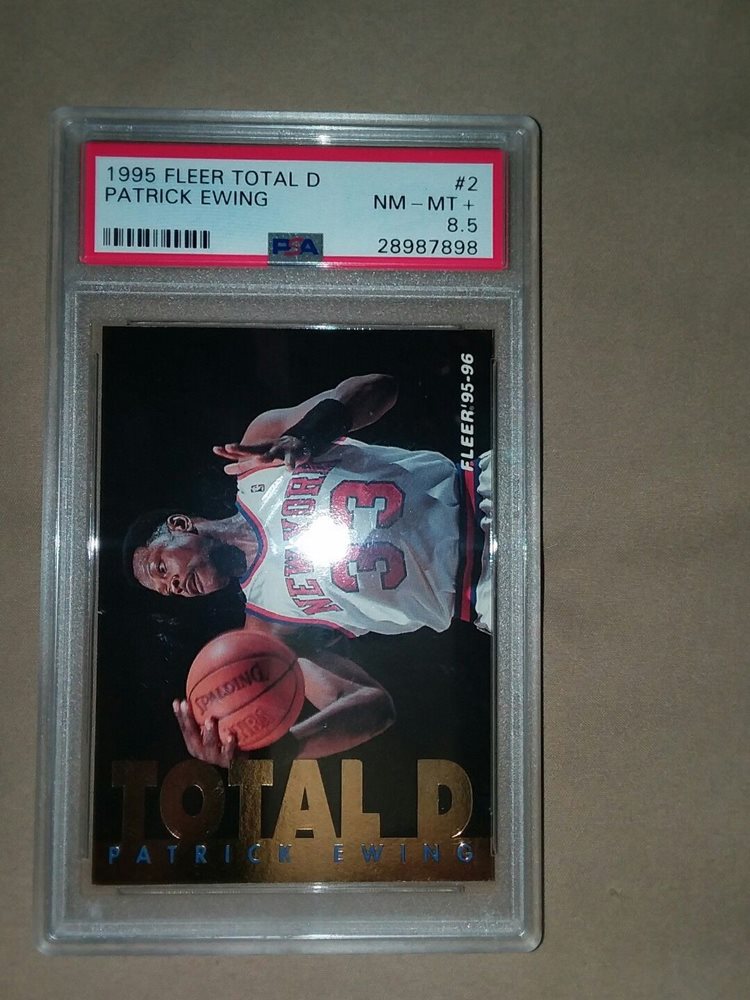 1995 FLEER TOTAL D #2
PATRICK EWING NM - MT +
8.5
PSA 28987898
FLEER '95-96
NEW YORK
33
SPALDING
NBA
TOTAL D
PATRICK EWING